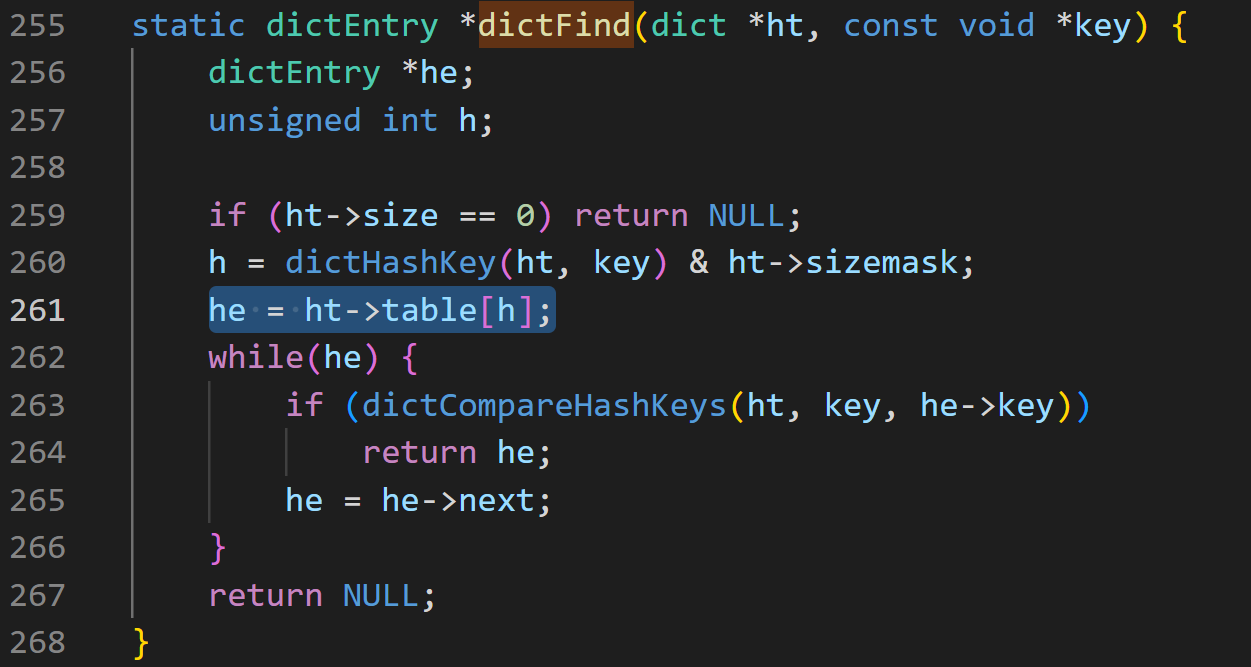 255 static dictEntry *dictFind(dict *ht, const void *key) {
256     dictEntry *he;
257     unsigned int h;
258
259     if (ht->size == 0) return NULL;
260     h = dictHashKey(ht, key) & ht->sizemask;
261     he = ht->table[h];
262     while(he) {
263         if (dictCompareHashKeys(ht, key, he->key))
264             return he;
265         he = he->next;
266     }
267     return NULL;
268 }